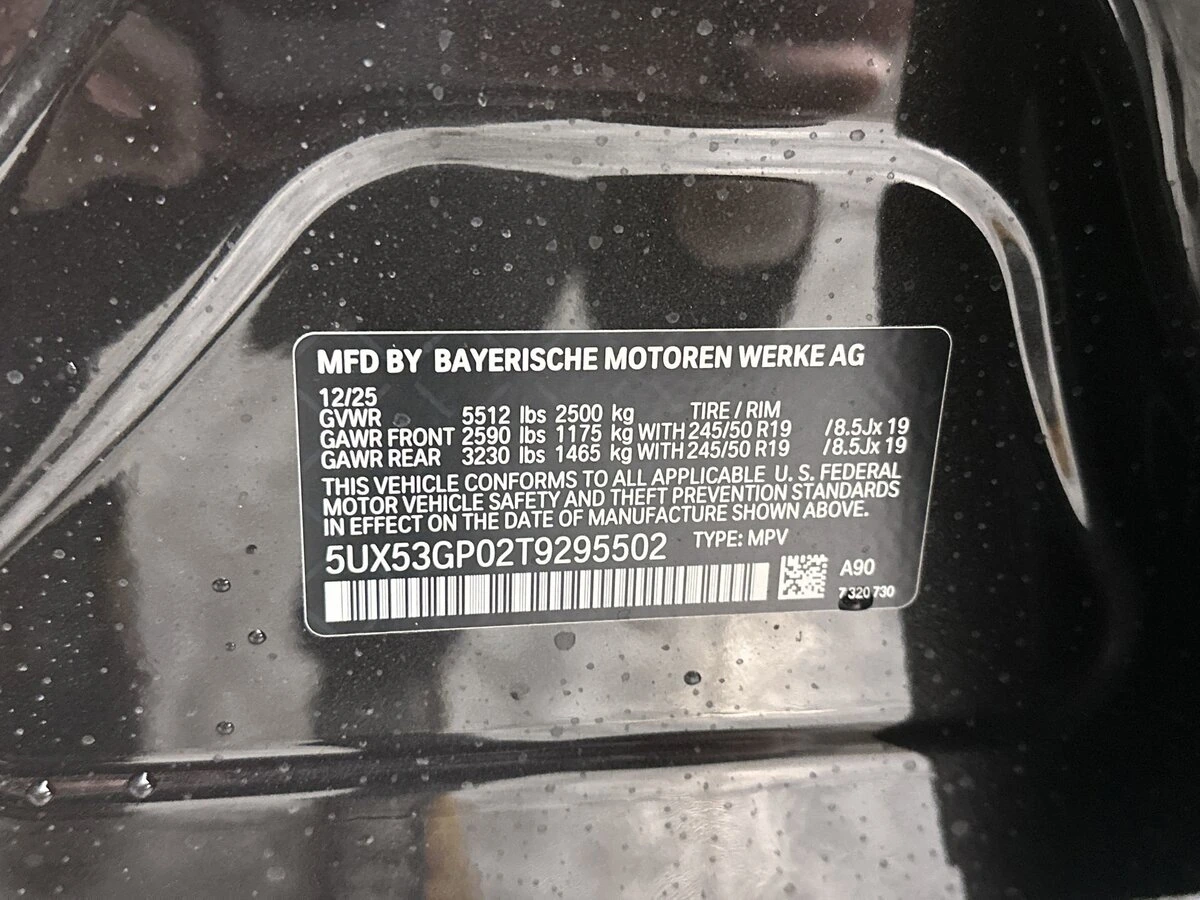 MFD BY BAYERISCHE MOTOREN WERKE AG
12/25
GVWR 5512 lbs 2500 kg TIRE / RIM
GAWR FRONT 2590 lbs 1175 kg WITH 245/50 R19 /8.5Jx 19
GAWR REAR 3230 lbs 1465 kg WITH 245/50 R19 /8.5Jx 19
THIS VEHICLE CONFORMS TO ALL APPLICABLE U. S. FEDERAL
MOTOR VEHICLE SAFETY AND THEFT PREVENTION STANDARDS
IN EFFECT ON THE DATE OF MANUFACTURE SHOWN ABOVE.
5UX53GP02T9295502 TYPE: MPV
A90
7 320 730